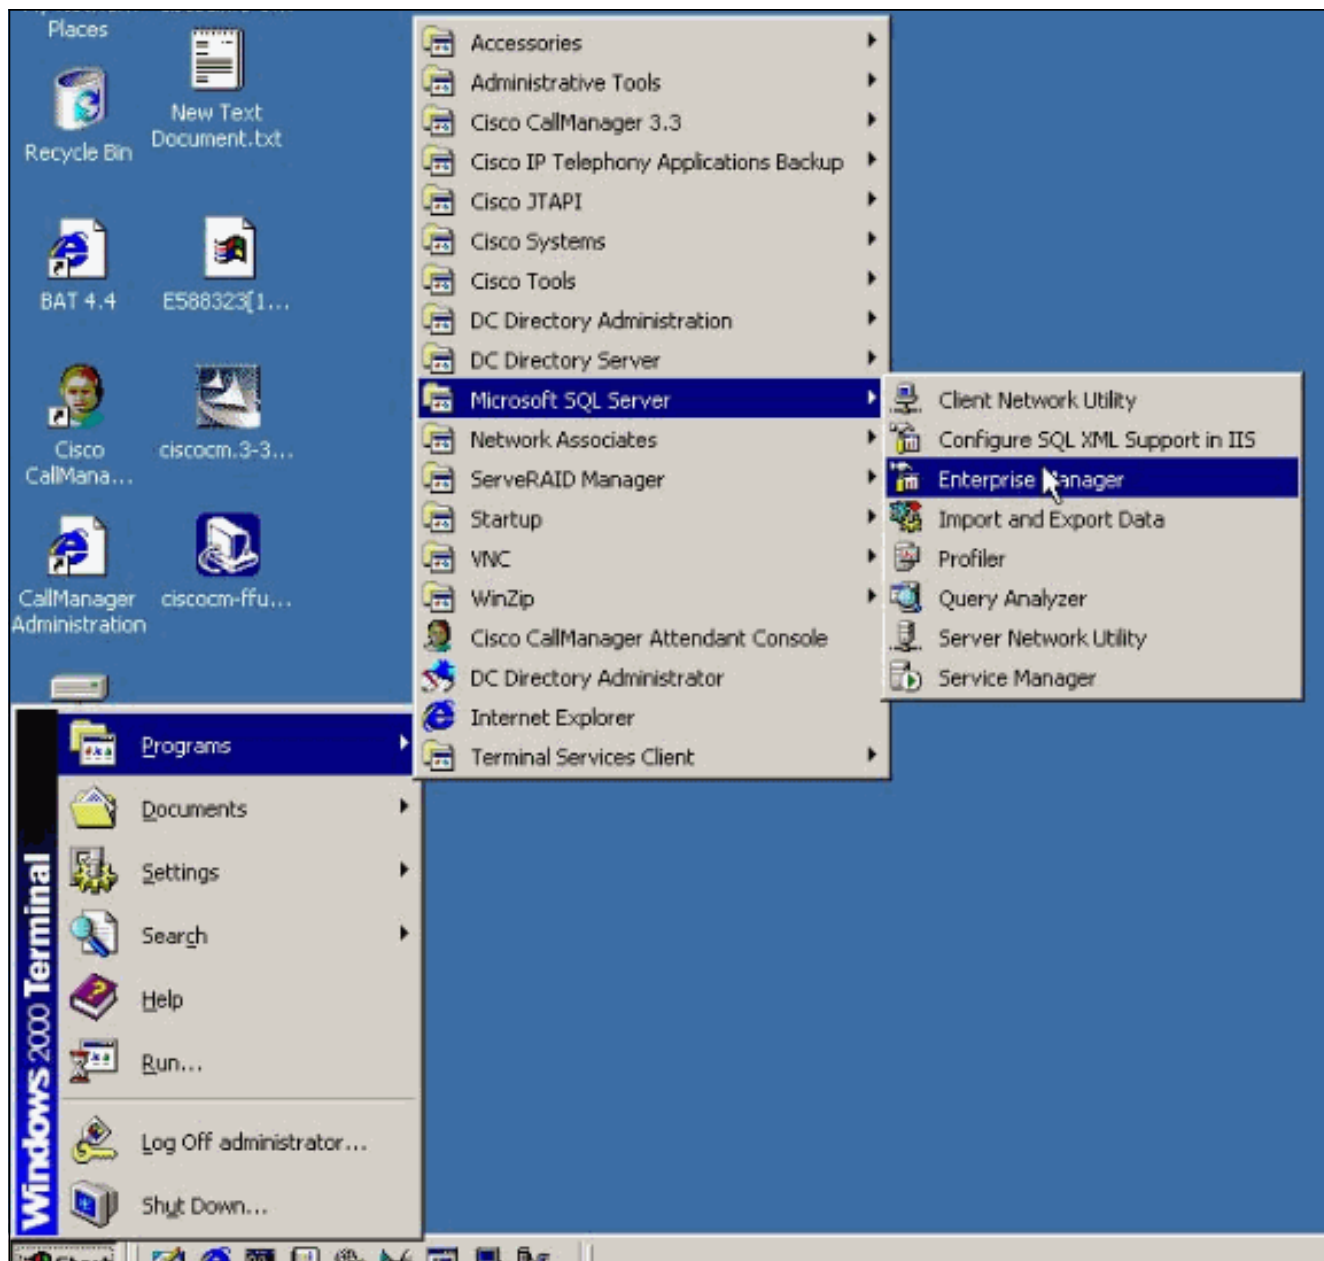 Places
New Text
Document.txt
Recycle Bin
BAT 4.4
E588323[1...
Cisco
CallMana...
ciscocm.3-3...
CallManager
Administration
ciscocm-ffu...
Accessories
Administrative Tools
Cisco CallManager 3.3
Cisco IP Telephony Applications Backup
Cisco JTAPI
Cisco Systems
Cisco Tools
DC Directory Administration
DC Directory Server
Microsoft SQL Server
Network Associates
ServeRAID Manager
Startup
VNC
WinZip
Cisco CallManager Attendant Console
DC Directory Administrator
Internet Explorer
Terminal Services Client
Client Network Utility
Configure SQL XML Support in IIS
Enterprise Manager
Import and Export Data
Profiler
Query Analyzer
Server Network Utility
Service Manager
Programs
Documents
Settings
Search
Help
Run...
Log Off administrator...
Shut Down...
Windows 2000 Terminal
Start